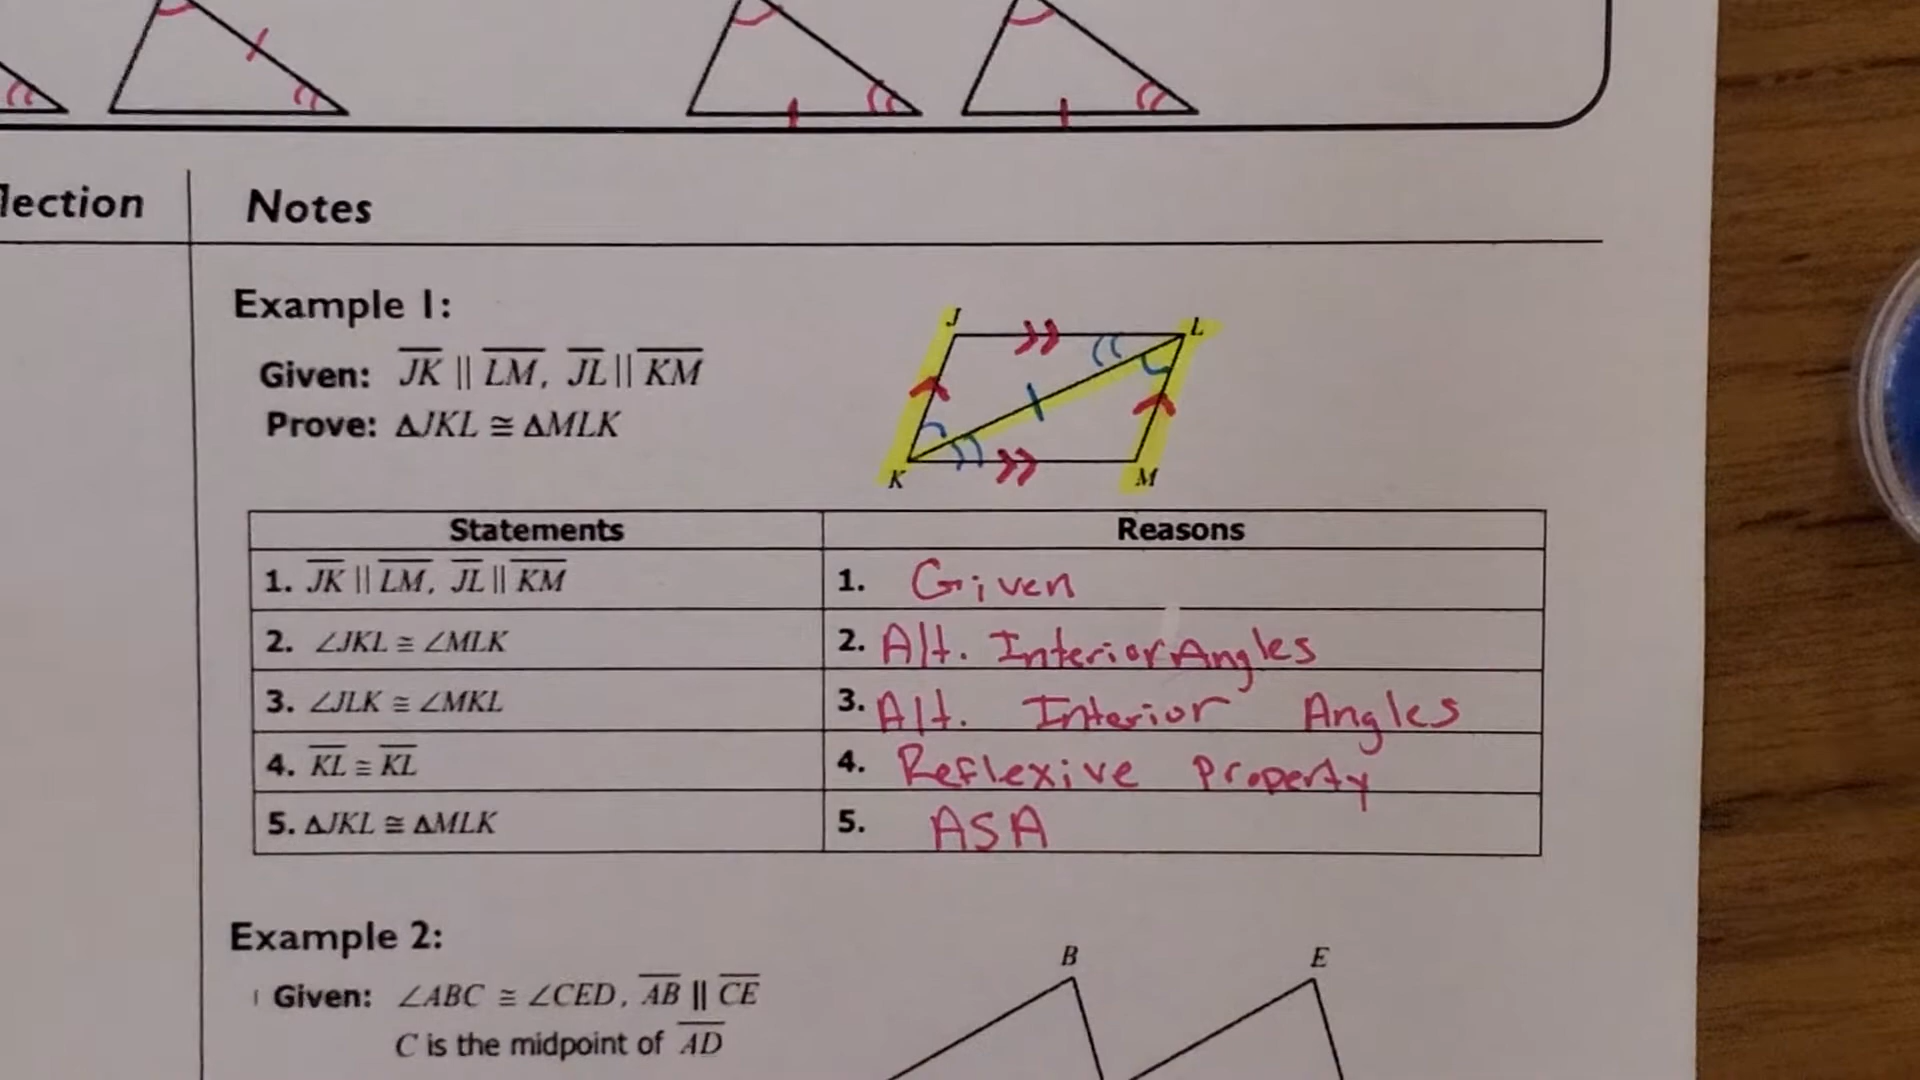 lection Notes
Example 1:
Given: JK || LM, JL || KM
Prove: ΔJKL ≅ ΔMLK
J L
K M
Statements Reasons
1. JK || LM, JL || KM 1. Given
2. ∠JKL ≅ ∠MLK 2. Alt. Interior Angles
3. ∠JLK ≅ ∠MKL 3. Alt. Interior Angles
4. KL ≅ KL 4. Reflexive Property
5. ΔJKL ≅ ΔMLK 5. ASA
Example 2:
B E
Given: ∠ABC ≅ ∠CED, AB || CE
C is the midpoint of AD